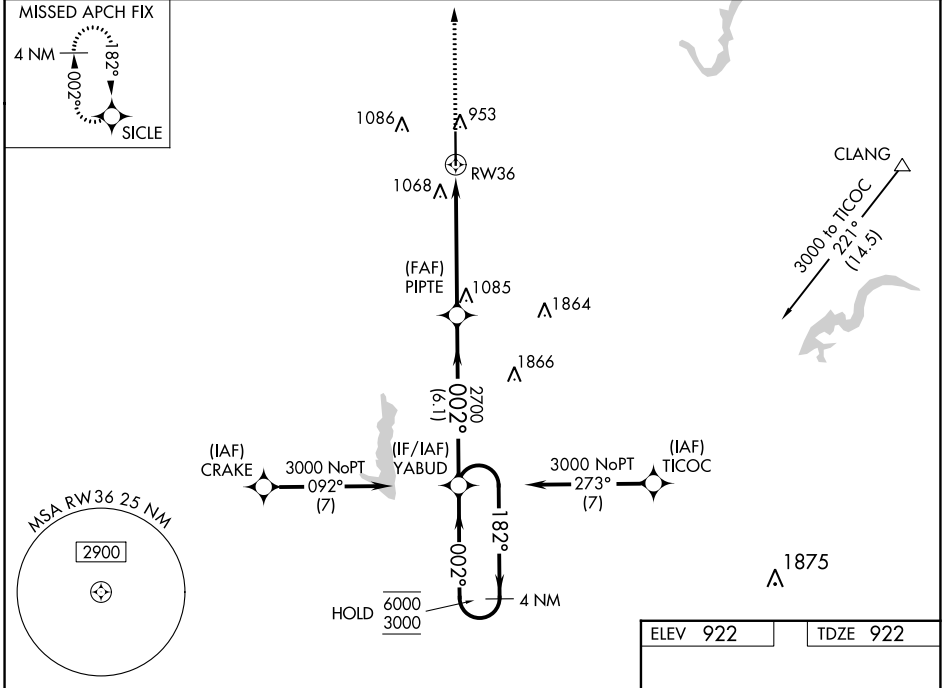 MISSED APCH FIX
4 NM
182°
002°
SICLE
1086
953
RW36
1068
CLANG
3000 to TICOC
221°
(14.5)
(FAF)
PIPTE
1085
1864
1866
2700
002°
(6.1)
(IAF)
CRAKE
3000 NoPT
092°
(7)
(IF/IAF)
YABUD
3000 NoPT
273°
(7)
(IAF)
TICOC
182°
002°
HOLD
6000
3000
4 NM
MSA RW36 25 NM
2900
1875
ELEV 922
TDZE 922